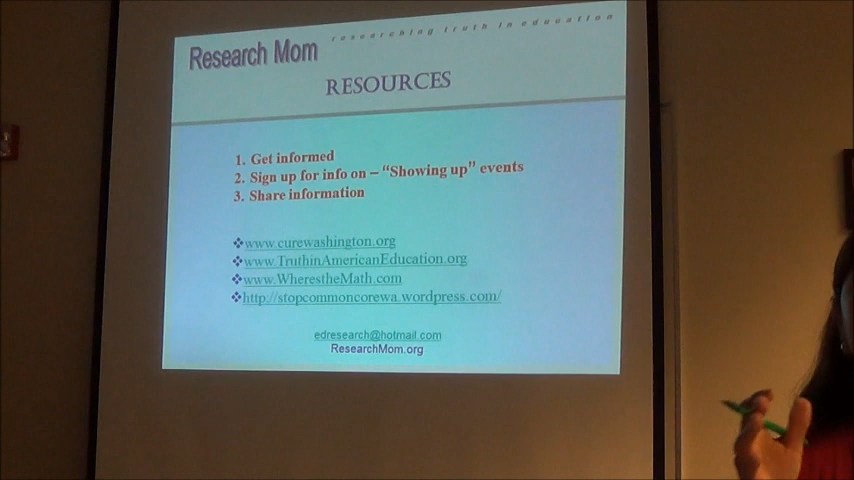 researching truth in education
Research Mom
RESOURCES
1. Get informed
2. Sign up for info on – “Showing up” events
3. Share information
❖www.curewashington.org
❖www.TruthinAmericanEducation.org
❖www.WherestheMath.com
❖http://stopcommoncorewa.wordpress.com/
edresearch@hotmail.com
ResearchMom.org